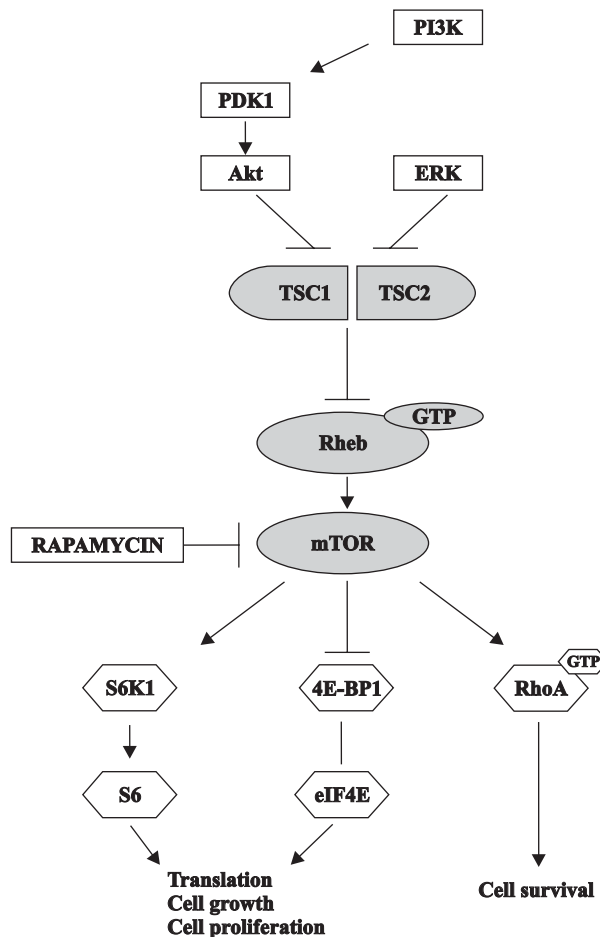 PI3K
PDK1
Akt
ERK
TSC1
TSC2
GTP
Rheb
RAPAMYCIN
mTOR
GTP
S6K1
4E-BP1
RhoA
S6
eIF4E
Translation
Cell growth
Cell proliferation
Cell survival